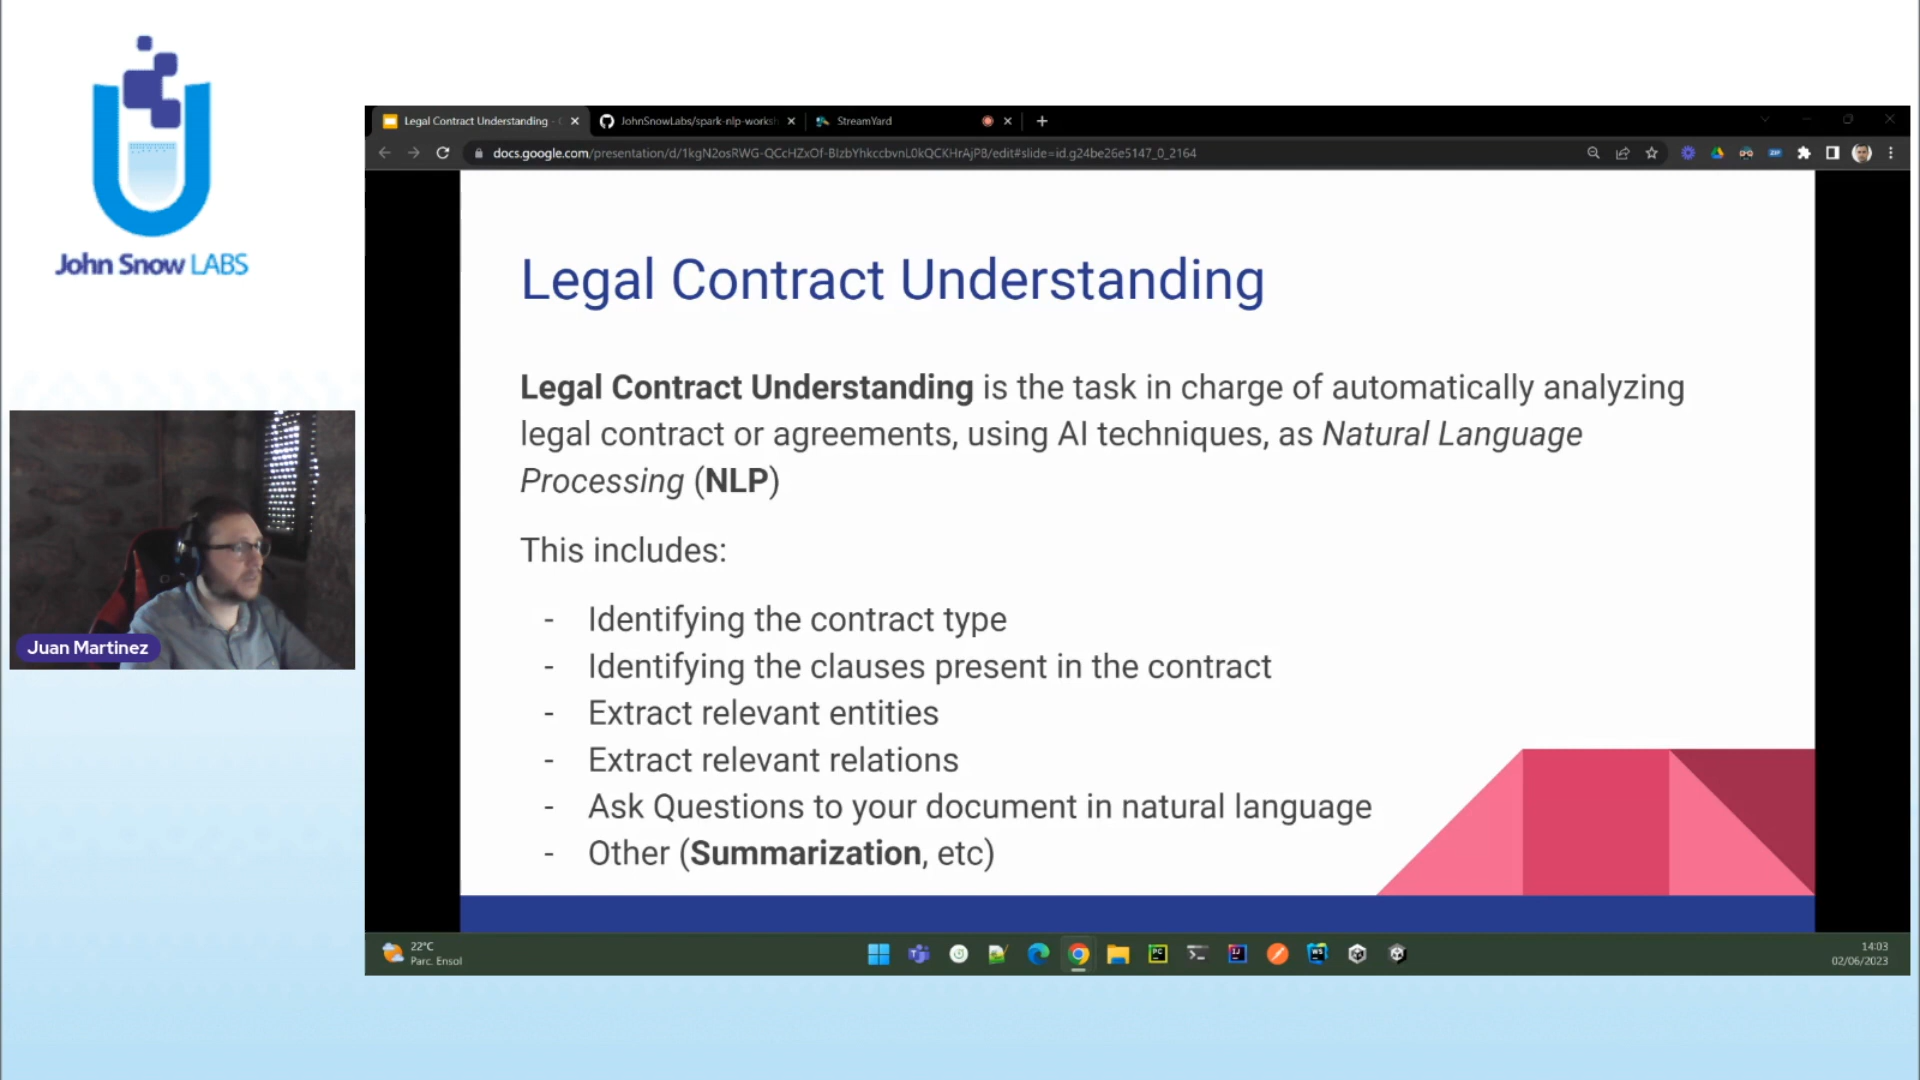 John Snow LABS
Legal Contract Understanding -
JohnSnowLabs/spark-nlp-worksh
StreamYard
docs.google.com/presentation/d/1kgN2osRWG-QCcHZxOf-BIzbYhkccbvnL0kQCKHrAjP8/edit#slide=id.g24be26e5147_0_2164
Legal Contract Understanding
Legal Contract Understanding is the task in charge of automatically analyzing
legal contract or agreements, using AI techniques, as Natural Language
Processing (NLP)
This includes:
- Identifying the contract type
- Identifying the clauses present in the contract
- Extract relevant entities
- Extract relevant relations
- Ask Questions to your document in natural language
- Other (Summarization, etc)
Juan Martinez
22°C
Parc. Ensol
14:03
02/06/2023